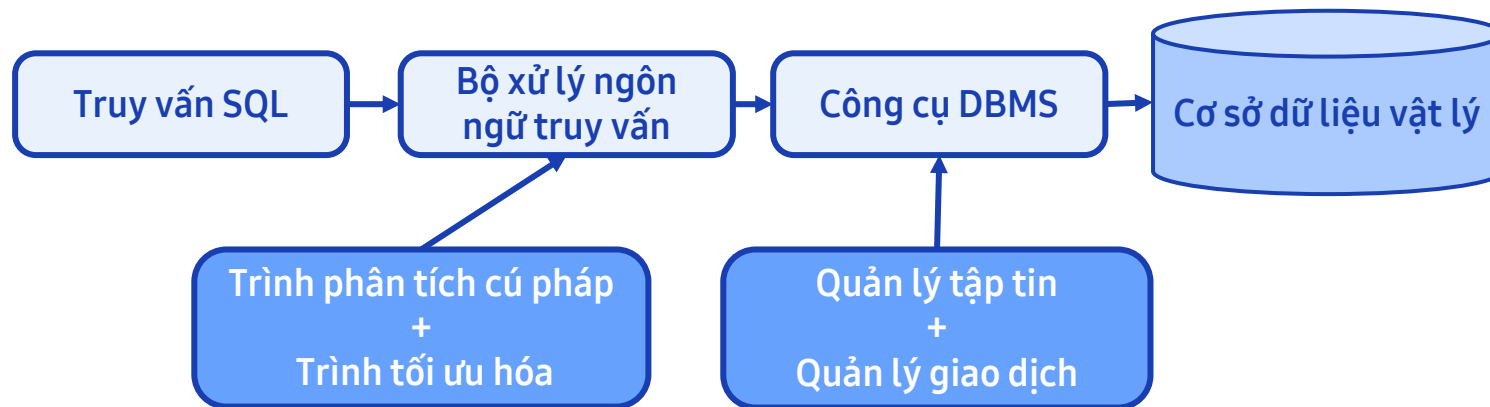 Truy vấn SQL
Bộ xử lý ngôn
ngữ truy vấn
Công cụ DBMS
Cơ sở dữ liệu vật lý
Trình phân tích cú pháp
+
Trình tối ưu hóa
Quản lý tập tin
+
Quản lý giao dịch